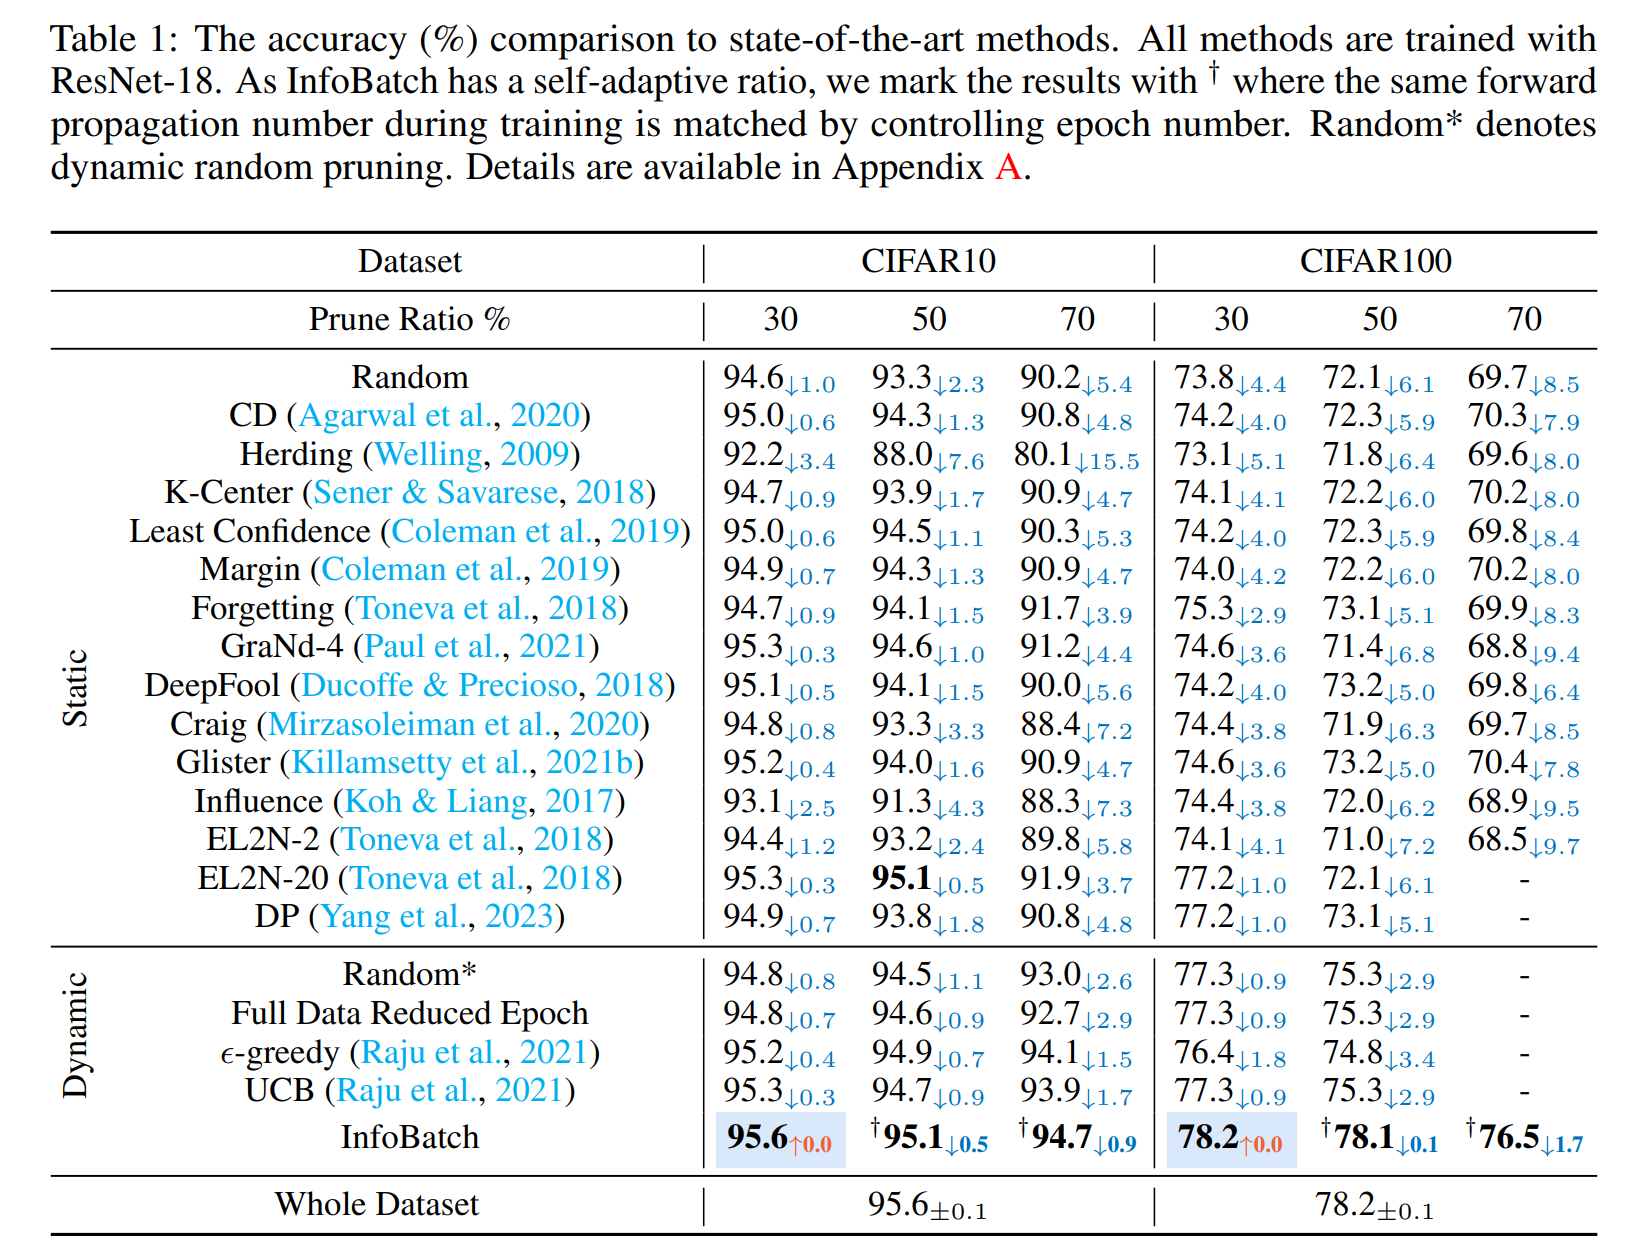 Table 1: The accuracy (%) comparison to state-of-the-art methods. All methods are trained with
ResNet-18. As InfoBatch has a self-adaptive ratio, we mark the results with † where the same forward
propagation number during training is matched by controlling epoch number. Random* denotes
dynamic random pruning. Details are available in Appendix A.
Dataset CIFAR10 CIFAR100
Prune Ratio % 30 50 70 30 50 70
Static
Random 94.6↓1.0 93.3↓2.3 90.2↓5.4 73.8↓4.4 72.1↓6.1 69.7↓8.5
CD (Agarwal et al., 2020) 95.0↓0.6 94.3↓1.3 90.8↓4.8 74.2↓4.0 72.3↓5.9 70.3↓7.9
Herding (Welling, 2009) 92.2↓3.4 88.0↓7.6 80.1↓15.5 73.1↓5.1 71.8↓6.4 69.6↓8.0
K-Center (Sener & Savarese, 2018) 94.7↓0.9 93.9↓1.7 90.9↓4.7 74.1↓4.1 72.2↓6.0 70.2↓8.0
Least Confidence (Coleman et al., 2019) 95.0↓0.6 94.5↓1.1 90.3↓5.3 74.2↓4.0 72.3↓5.9 69.8↓8.4
Margin (Coleman et al., 2019) 94.9↓0.7 94.3↓1.3 90.9↓4.7 74.0↓4.2 72.2↓6.0 70.2↓8.0
Forgetting (Toneva et al., 2018) 94.7↓0.9 94.1↓1.5 91.7↓3.9 75.3↓2.9 73.1↓5.1 69.9↓8.3
GraNd-4 (Paul et al., 2021) 95.3↓0.3 94.6↓1.0 91.2↓4.4 74.6↓3.6 71.4↓6.8 68.8↓9.4
DeepFool (Ducoffe & Precioso, 2018) 95.1↓0.5 94.1↓1.5 90.0↓5.6 74.2↓4.0 73.2↓5.0 69.8↓6.4
Craig (Mirzasoleiman et al., 2020) 94.8↓0.8 93.3↓3.3 88.4↓7.2 74.4↓3.8 71.9↓6.3 69.7↓8.5
Glister (Killamsetty et al., 2021b) 95.2↓0.4 94.0↓1.6 90.9↓4.7 74.6↓3.6 73.2↓5.0 70.4↓7.8
Influence (Koh & Liang, 2017) 93.1↓2.5 91.3↓4.3 88.3↓7.3 74.4↓3.8 72.0↓6.2 68.9↓9.5
EL2N-2 (Toneva et al., 2018) 94.4↓1.2 93.2↓2.4 89.8↓5.8 74.1↓4.1 71.0↓7.2 68.5↓9.7
EL2N-20 (Toneva et al., 2018) 95.3↓0.3 95.1↓0.5 91.9↓3.7 77.2↓1.0 72.1↓6.1 -
DP (Yang et al., 2023) 94.9↓0.7 93.8↓1.8 90.8↓4.8 77.2↓1.0 73.1↓5.1 -
Dynamic
Random* 94.8↓0.8 94.5↓1.1 93.0↓2.6 77.3↓0.9 75.3↓2.9 -
Full Data Reduced Epoch 94.8↓0.7 94.6↓0.9 92.7↓2.9 77.3↓0.9 75.3↓2.9 -
ϵ-greedy (Raju et al., 2021) 95.2↓0.4 94.9↓0.7 94.1↓1.5 76.4↓1.8 74.8↓3.4 -
UCB (Raju et al., 2021) 95.3↓0.3 94.7↓0.9 93.9↓1.7 77.3↓0.9 75.3↓2.9 -
InfoBatch 95.6↑0.0 †95.1↓0.5 †94.7↓0.9 78.2↑0.0 †78.1↓0.1 †76.5↓1.7
Whole Dataset 95.6±0.1 78.2±0.1